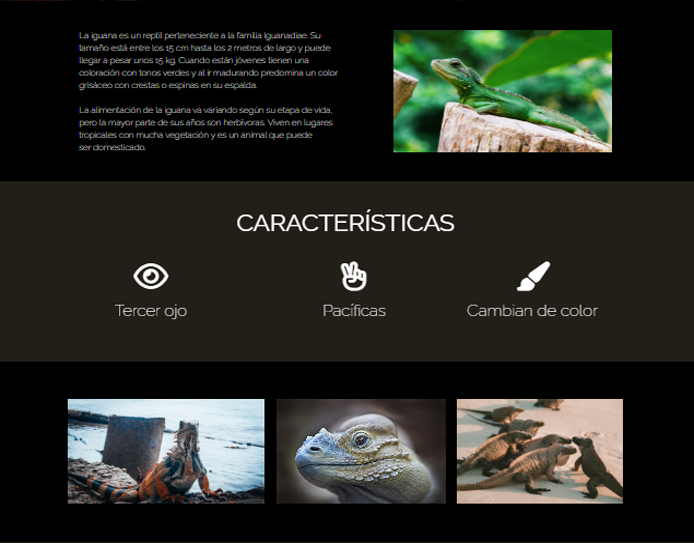 La iguana es un reptil perteneciente a la familia Iguanadiae. Su
tamaño está entre los 15 cm hasta los 2 metros de largo y puede
llegar a pesar unos 15 kg. Cuando están jóvenes tienen una
coloración con tonos verdes y al ir madurando predomina un color
grisáceo con crestas o espinas en su espalda.
La alimentación de la iguana va variando según su etapa de vida,
pero la mayor parte de sus años son herbívoras. Viven en lugares
tropicales con mucha vegetación y es un animal que puede
ser domesticado.
CARACTERÍSTICAS
Tercer ojo
Pacíficas
Cambian de color